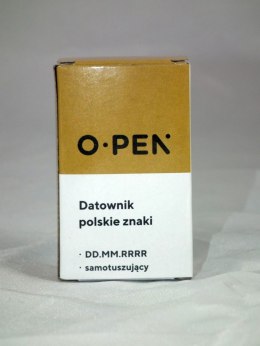 O·PEN
Datownik
polskie znaki
· DD.MM.RRRR
· samotuszujący